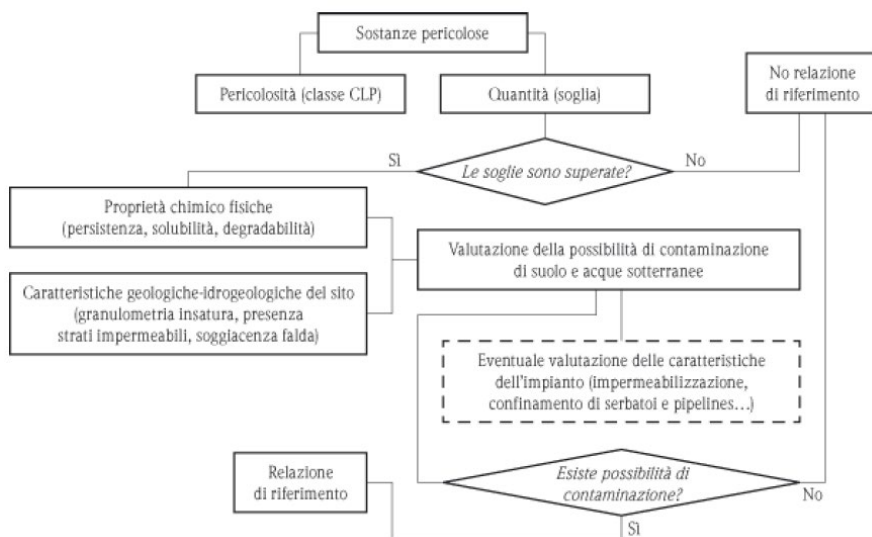 Sostanze pericolose
Pericolosità (classe CLP)
Quantità (soglia)
No relazione
di riferimento
Sì
Le soglie sono superate?
No
Proprietà chimico fisiche
(persistenza, solubilità, degradabilità)
Valutazione della possibilità di contaminazione
di suolo e acque sotterranee
Caratteristiche geologiche-idrogeologiche del sito
(granulometria insatura, presenza
strati impermeabili, soggiacenza falda)
Eventuale valutazione delle caratteristiche
dell'impianto (impermeabilizzazione,
confinamento di serbatoi e pipelines…)
Relazione
di riferimento
Esiste possibilità di
contaminazione?
No
Sì